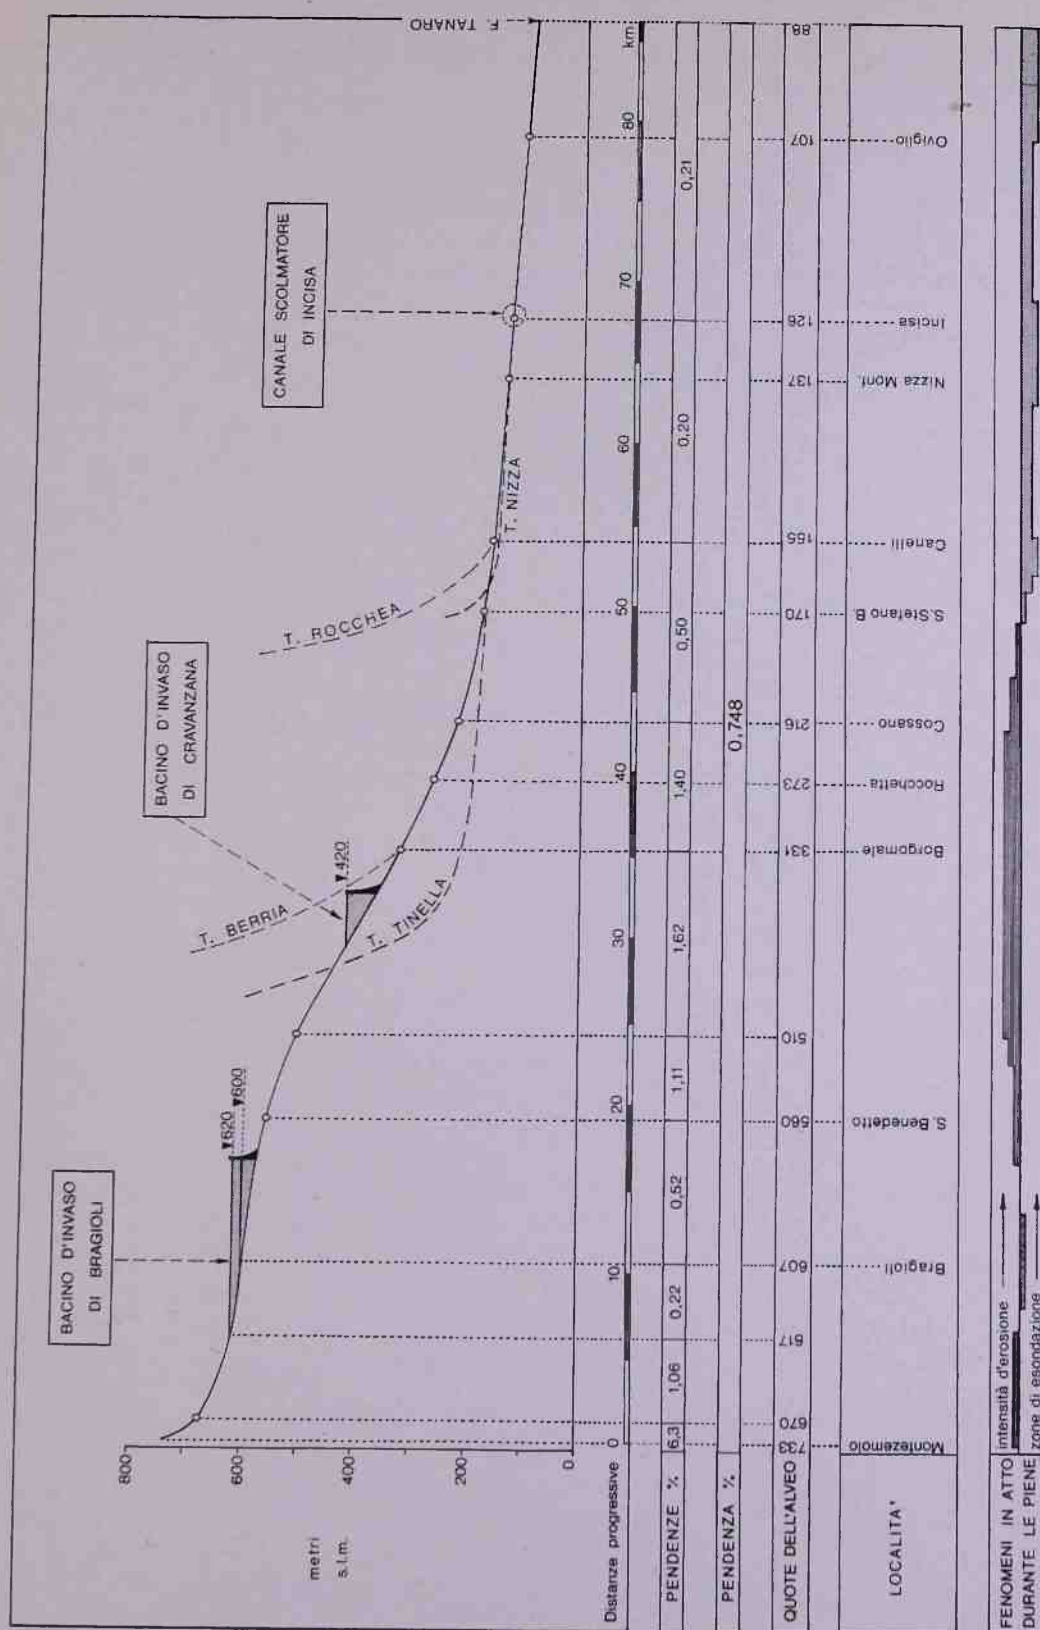 BACINO D'INVASO
DI BRAGIOLI
BACINO D'INVASO
DI CRAVANZANA
CANALE SCOLMATORE
DI INCISA
F. TANARO
800
600
400
200
0
metri
s.l.m.
620
600
420
T. BERRIA
T. TINELLA
T. ROCCHEA
T. NIZZA
Distanze progressive 0 10 20 30 40 50 60 70 80 km
PENDENZE % 6,3 1,06 0,22 0,52 1,11 1,62 1,40 0,50 0,20 0,21
PENDENZA % 0,748
QUOTE DELL'ALVEO 733 670 617 607 560 510 331 273 216 170 155 137 126 107 88
LOCALITA' Montezemolo Bragioli S. Benedetto Borgomale Rocchetta Cossano S.Stefano B. Canelli Nizza Monf. Incisa Oviglio
FENOMENI IN ATTO intensità d'erosione
DURANTE LE PIENE zone di esondazione